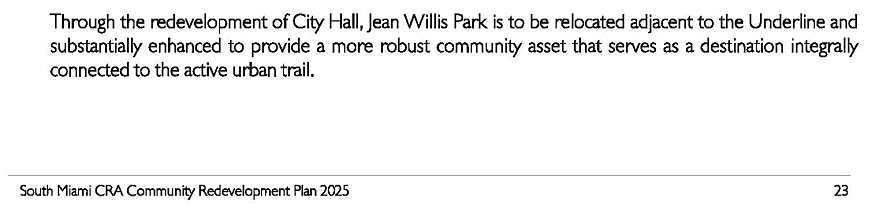 Through the redevelopment of City Hall, Jean Willis Park is to be relocated adjacent to the Underline and
substantially enhanced to provide a more robust community asset that serves as a destination integrally
connected to the active urban trail.
South Miami CRA Community Redevelopment Plan 2025 23